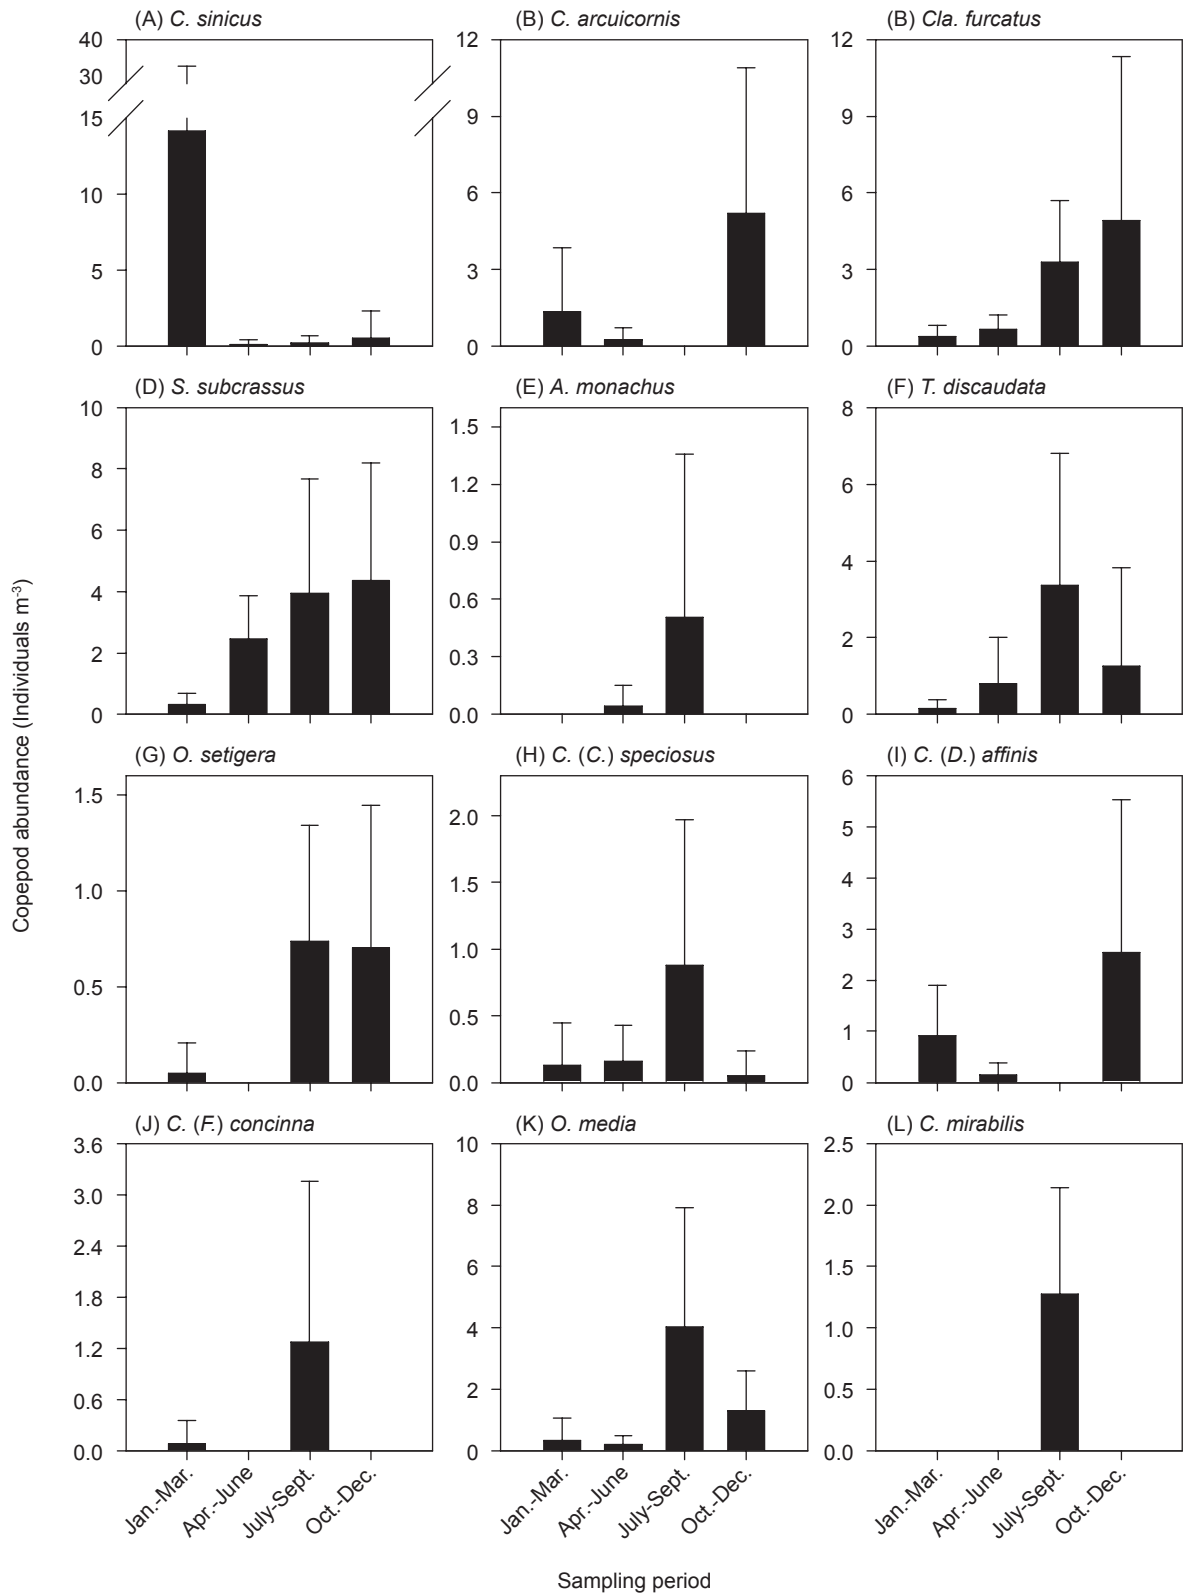 (A) C. sinicus
(B) C. arcuicornis
(B) Cla. furcatus
40
30
15
10
5
0
12
9
6
3
0
12
9
6
3
0
(D) S. subcrassus
(E) A. monachus
(F) T. discaudata
10
8
6
4
2
0
1.5
1.2
0.9
0.6
0.3
0.0
8
6
4
2
0
Copepod abundance (Individuals m-3)
(G) O. setigera
(H) C. (C.) speciosus
(I) C. (D.) affinis
1.5
1.0
0.5
0.0
2.0
1.5
1.0
0.5
0.0
6
5
4
3
2
1
0
(J) C. (F.) concinna
(K) O. media
(L) C. mirabilis
3.6
3.0
2.4
1.8
1.2
0.6
0.0
10
8
6
4
2
0
2.5
2.0
1.5
1.0
0.5
0.0
Jan.-Mar.
Apr.-June
July-Sept.
Oct.-Dec.
Jan.-Mar.
Apr.-June
July-Sept.
Oct.-Dec.
Jan.-Mar.
Apr.-June
July-Sept.
Oct.-Dec.
Sampling period